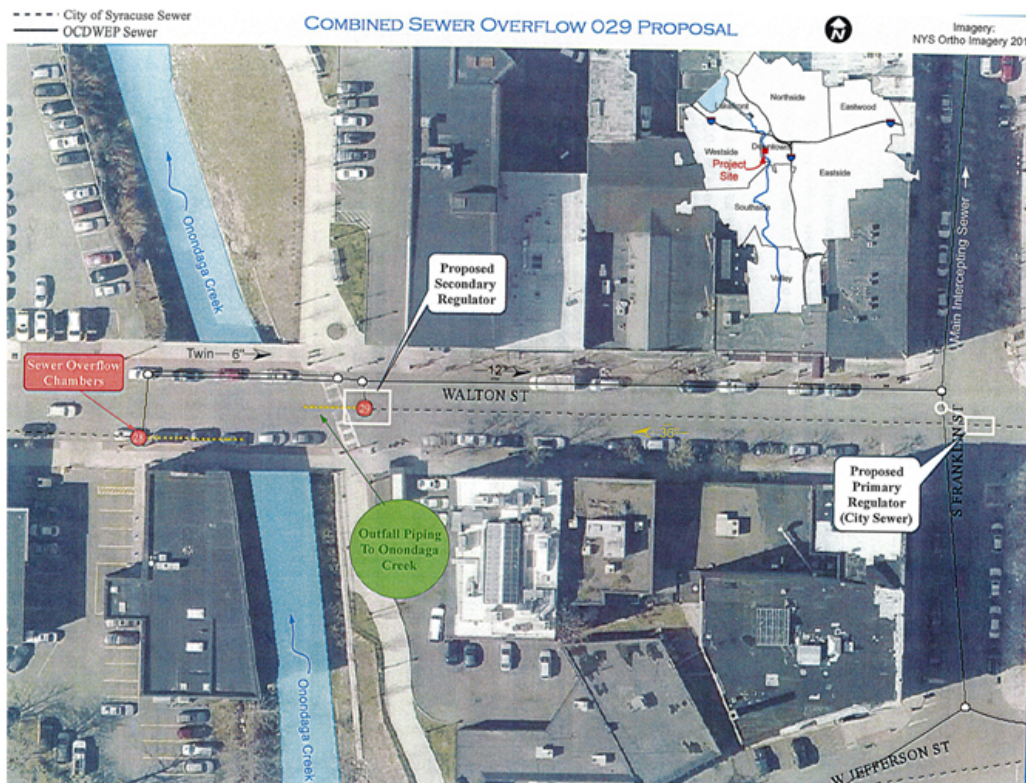 City of Syracuse Sewer
OCDWEP Sewer
COMBINED SEWER OVERFLOW 029 PROPOSAL
N
Imagery:
NYS Ortho Imagery 201
Northside
Eastwood
Lakefront
Westside
Downtown
Project
Site
Eastside
Southside
Valley
Main Intercepting Sewer
Onondaga Creek
Proposed
Secondary
Regulator
Twin 6"
Sewer Overflow
Chambers
12"
WALTON ST
29
28
36"
S FRANKLIN ST
Proposed
Primary
Regulator
(City Sewer)
Outfall Piping
To Onondaga
Creek
Onondaga Creek
W JEFFERSON ST